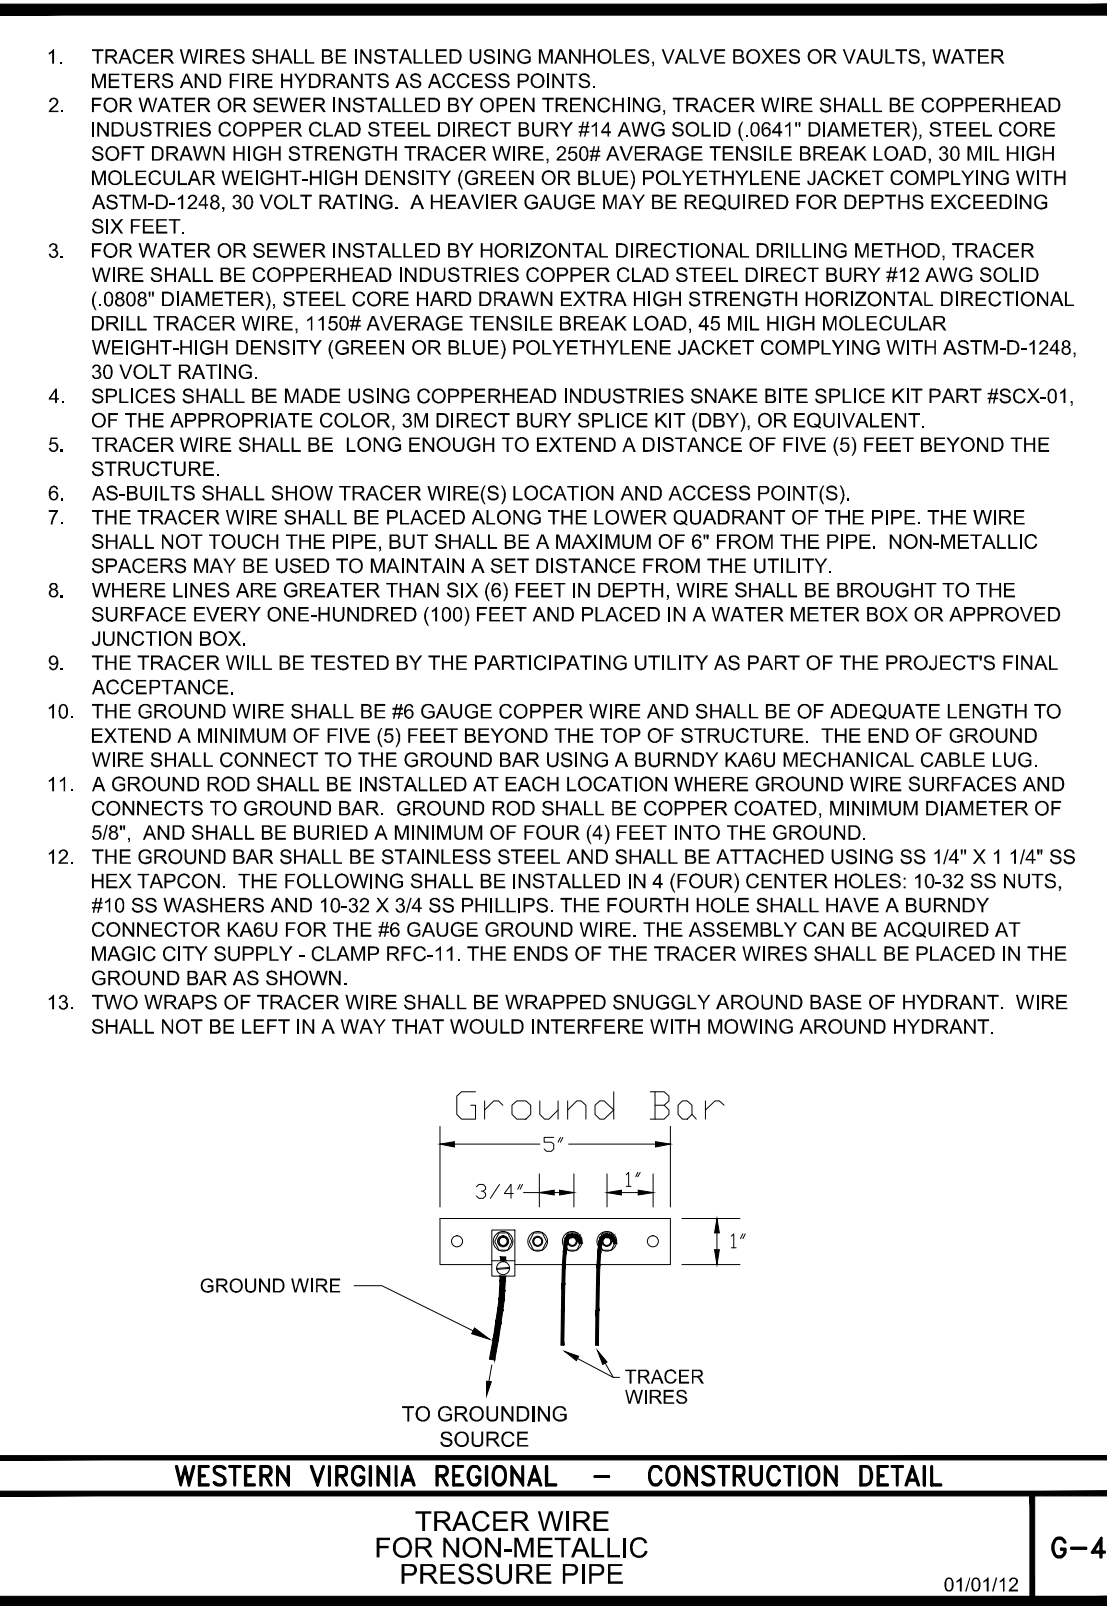 1. TRACER WIRES SHALL BE INSTALLED USING MANHOLES, VALVE BOXES OR VAULTS, WATER
METERS AND FIRE HYDRANTS AS ACCESS POINTS.
2. FOR WATER OR SEWER INSTALLED BY OPEN TRENCHING, TRACER WIRE SHALL BE COPPERHEAD
INDUSTRIES COPPER CLAD STEEL DIRECT BURY #14 AWG SOLID (.0641" DIAMETER), STEEL CORE
SOFT DRAWN HIGH STRENGTH TRACER WIRE, 250# AVERAGE TENSILE BREAK LOAD, 30 MIL HIGH
MOLECULAR WEIGHT-HIGH DENSITY (GREEN OR BLUE) POLYETHYLENE JACKET COMPLYING WITH
ASTM-D-1248, 30 VOLT RATING. A HEAVIER GAUGE MAY BE REQUIRED FOR DEPTHS EXCEEDING
SIX FEET.
3. FOR WATER OR SEWER INSTALLED BY HORIZONTAL DIRECTIONAL DRILLING METHOD, TRACER
WIRE SHALL BE COPPERHEAD INDUSTRIES COPPER CLAD STEEL DIRECT BURY #12 AWG SOLID
(.0808" DIAMETER), STEEL CORE HARD DRAWN EXTRA HIGH STRENGTH HORIZONTAL DIRECTIONAL
DRILL TRACER WIRE, 1150# AVERAGE TENSILE BREAK LOAD, 45 MIL HIGH MOLECULAR
WEIGHT-HIGH DENSITY (GREEN OR BLUE) POLYETHYLENE JACKET COMPLYING WITH ASTM-D-1248,
30 VOLT RATING.
4. SPLICES SHALL BE MADE USING COPPERHEAD INDUSTRIES SNAKE BITE SPLICE KIT PART #SCX-01,
OF THE APPROPRIATE COLOR, 3M DIRECT BURY SPLICE KIT (DBY), OR EQUIVALENT.
5. TRACER WIRE SHALL BE LONG ENOUGH TO EXTEND A DISTANCE OF FIVE (5) FEET BEYOND THE
STRUCTURE.
6. AS-BUILTS SHALL SHOW TRACER WIRE(S) LOCATION AND ACCESS POINT(S).
7. THE TRACER WIRE SHALL BE PLACED ALONG THE LOWER QUADRANT OF THE PIPE. THE WIRE
SHALL NOT TOUCH THE PIPE, BUT SHALL BE A MAXIMUM OF 6" FROM THE PIPE. NON-METALLIC
SPACERS MAY BE USED TO MAINTAIN A SET DISTANCE FROM THE UTILITY.
8. WHERE LINES ARE GREATER THAN SIX (6) FEET IN DEPTH, WIRE SHALL BE BROUGHT TO THE
SURFACE EVERY ONE-HUNDRED (100) FEET AND PLACED IN A WATER METER BOX OR APPROVED
JUNCTION BOX.
9. THE TRACER WILL BE TESTED BY THE PARTICIPATING UTILITY AS PART OF THE PROJECT'S FINAL
ACCEPTANCE.
10. THE GROUND WIRE SHALL BE #6 GAUGE COPPER WIRE AND SHALL BE OF ADEQUATE LENGTH TO
EXTEND A MINIMUM OF FIVE (5) FEET BEYOND THE TOP OF STRUCTURE. THE END OF GROUND
WIRE SHALL CONNECT TO THE GROUND BAR USING A BURNDY KA6U MECHANICAL CABLE LUG.
11. A GROUND ROD SHALL BE INSTALLED AT EACH LOCATION WHERE GROUND WIRE SURFACES AND
CONNECTS TO GROUND BAR. GROUND ROD SHALL BE COPPER COATED, MINIMUM DIAMETER OF
5/8", AND SHALL BE BURIED A MINIMUM OF FOUR (4) FEET INTO THE GROUND.
12. THE GROUND BAR SHALL BE STAINLESS STEEL AND SHALL BE ATTACHED USING SS 1/4" X 1 1/4" SS
HEX TAPCON. THE FOLLOWING SHALL BE INSTALLED IN 4 (FOUR) CENTER HOLES: 10-32 SS NUTS,
#10 SS WASHERS AND 10-32 X 3/4 SS PHILLIPS. THE FOURTH HOLE SHALL HAVE A BURNDY
CONNECTOR KA6U FOR THE #6 GAUGE GROUND WIRE. THE ASSEMBLY CAN BE ACQUIRED AT
MAGIC CITY SUPPLY - CLAMP RFC-11. THE ENDS OF THE TRACER WIRES SHALL BE PLACED IN THE
GROUND BAR AS SHOWN.
13. TWO WRAPS OF TRACER WIRE SHALL BE WRAPPED SNUGGLY AROUND BASE OF HYDRANT. WIRE
SHALL NOT BE LEFT IN A WAY THAT WOULD INTERFERE WITH MOWING AROUND HYDRANT.
Ground Bar
5"
3/4"
1"
1"
GROUND WIRE
TRACER
WIRES
TO GROUNDING
SOURCE
WESTERN VIRGINIA REGIONAL – CONSTRUCTION DETAIL
TRACER WIRE
FOR NON-METALLIC
PRESSURE PIPE
G-4
01/01/12